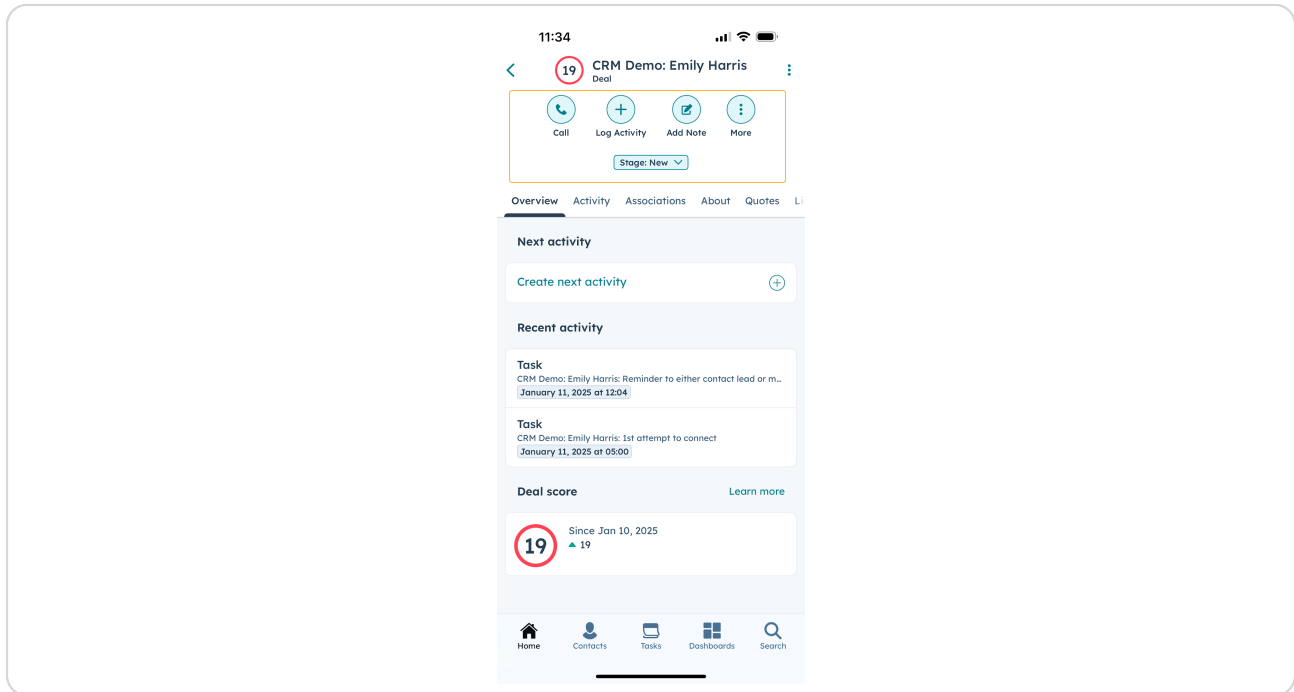 11:34
19
CRM Demo: Emily Harris
Deal
Call Log Activity Add Note More
Stage: New
Overview Activity Associations About Quotes Li
Next activity
Create next activity
Recent activity
Task
CRM Demo: Emily Harris: Reminder to either contact lead or m...
January 11, 2025 at 12:04
Task
CRM Demo: Emily Harris: 1st attempt to connect
January 11, 2025 at 05:00
Deal score Learn more
19
Since Jan 10, 2025
19
Home Contacts Tasks Dashboards Search